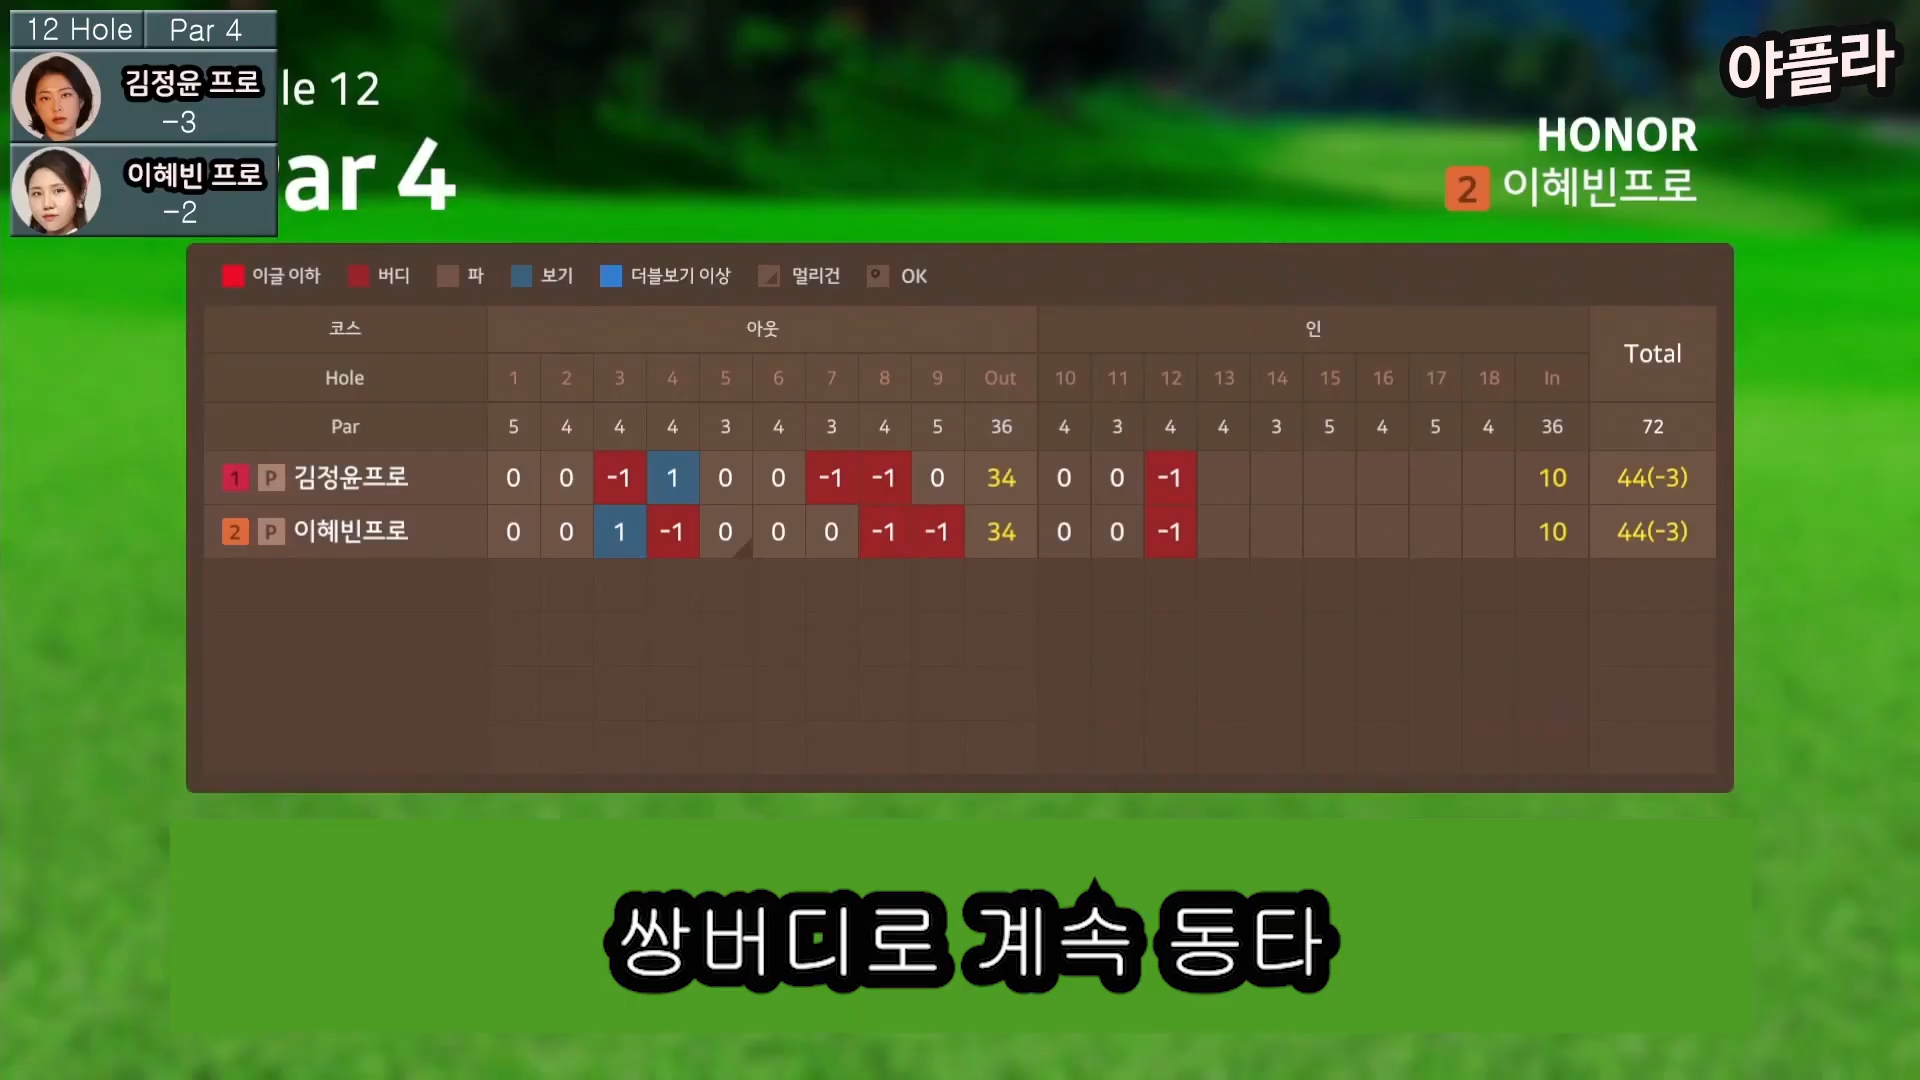 12 Hole Par 4
김정윤 프로
-3
이혜빈 프로
-2
le 12
ar 4
야플라
HONOR
2 이혜빈프로
이글 이하 버디 파 보기 더블보기 이상 멀리건 OK
코스 아웃 인 Total
Hole 1 2 3 4 5 6 7 8 9 Out 10 11 12 13 14 15 16 17 18 In
Par 5 4 4 4 3 4 3 4 5 36 4 3 4 4 3 5 4 5 4 36 72
1 P 김정윤프로 0 0 -1 1 0 0 -1 -1 0 34 0 0 -1 10 44(-3)
2 P 이혜빈프로 0 0 1 -1 0 0 0 -1 -1 34 0 0 -1 10 44(-3)
쌍버디로 계속 동타